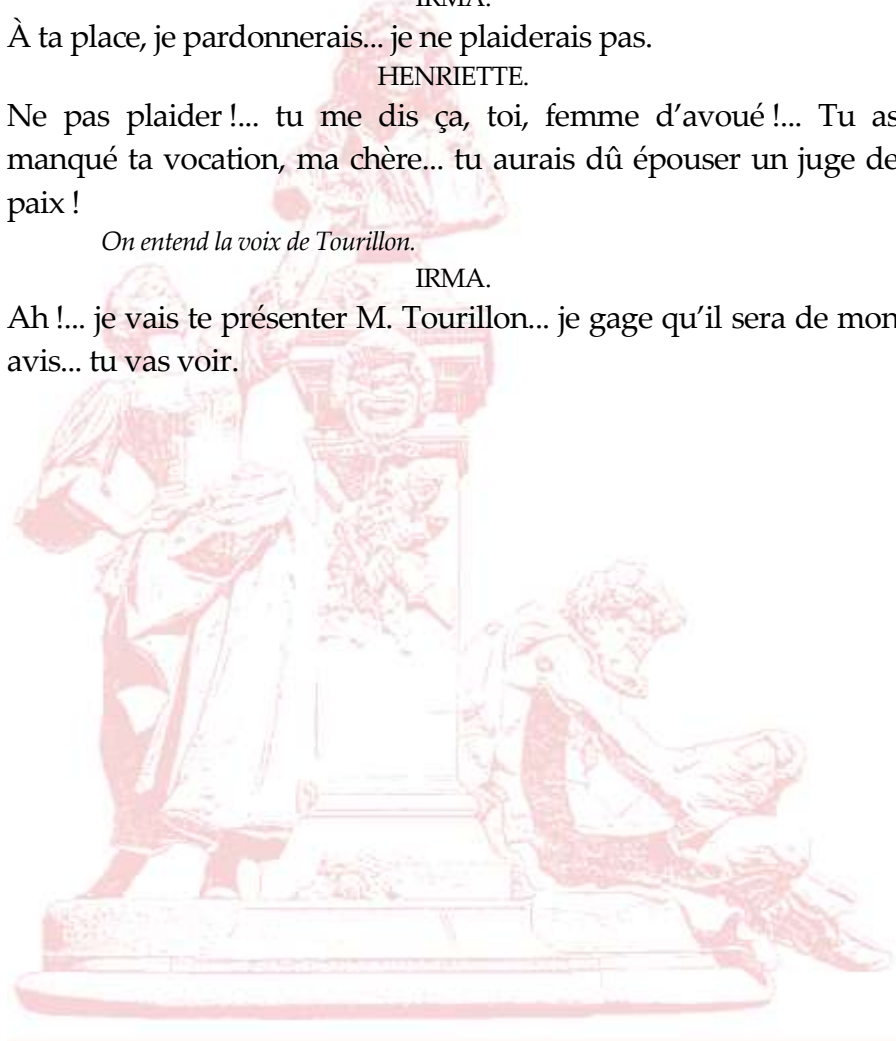 IRMA.
À ta place, je pardonnerais... je ne plaiderais pas.
HENRIETTE.
Ne pas plaider !... tu me dis ça, toi, femme d’avoué !... Tu as
manqué ta vocation, ma chère... tu aurais dû épouser un juge de
paix !
On entend la voix de Tourillon.
IRMA.
Ah !... je vais te présenter M. Tourillon... je gage qu’il sera de mon
avis... tu vas voir.